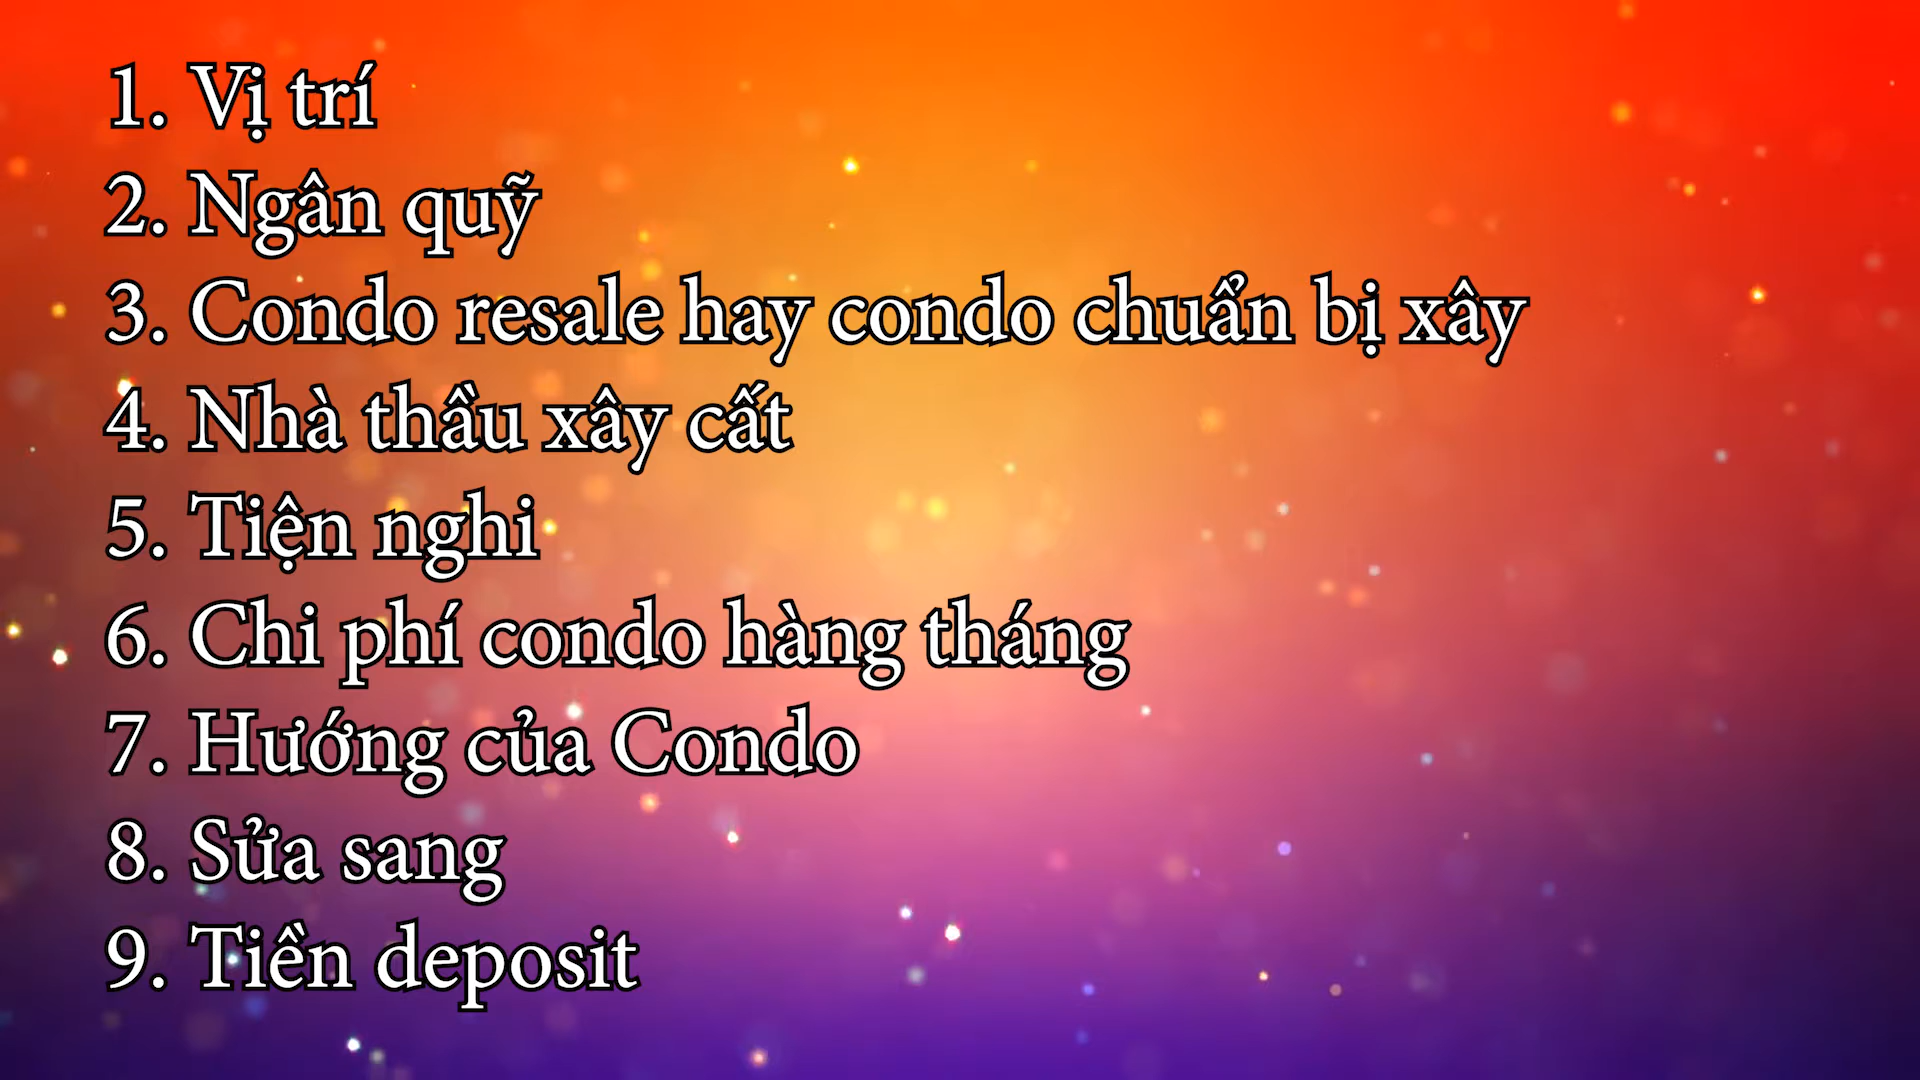 1. Vị trí
2. Ngân quỹ
3. Condo resale hay condo chuẩn bị xây
4. Nhà thầu xây cất
5. Tiện nghi
6. Chi phí condo hàng tháng
7. Hướng của Condo
8. Sửa sang
9. Tiền deposit